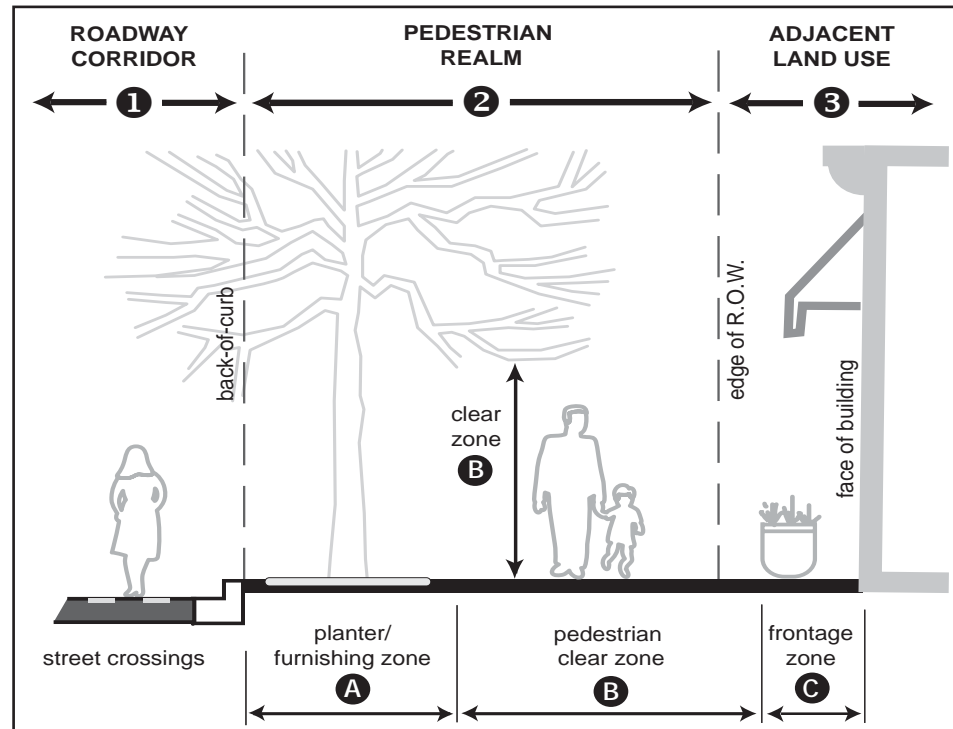 ROADWAY
CORRIDOR
PEDESTRIAN
REALM
ADJACENT
LAND USE
1
2
3
back-of-curb
edge of R.O.W.
face of building
clear
zone
B
street crossings
planter/
furnishing zone
A
pedestrian
clear zone
B
frontage
zone
C